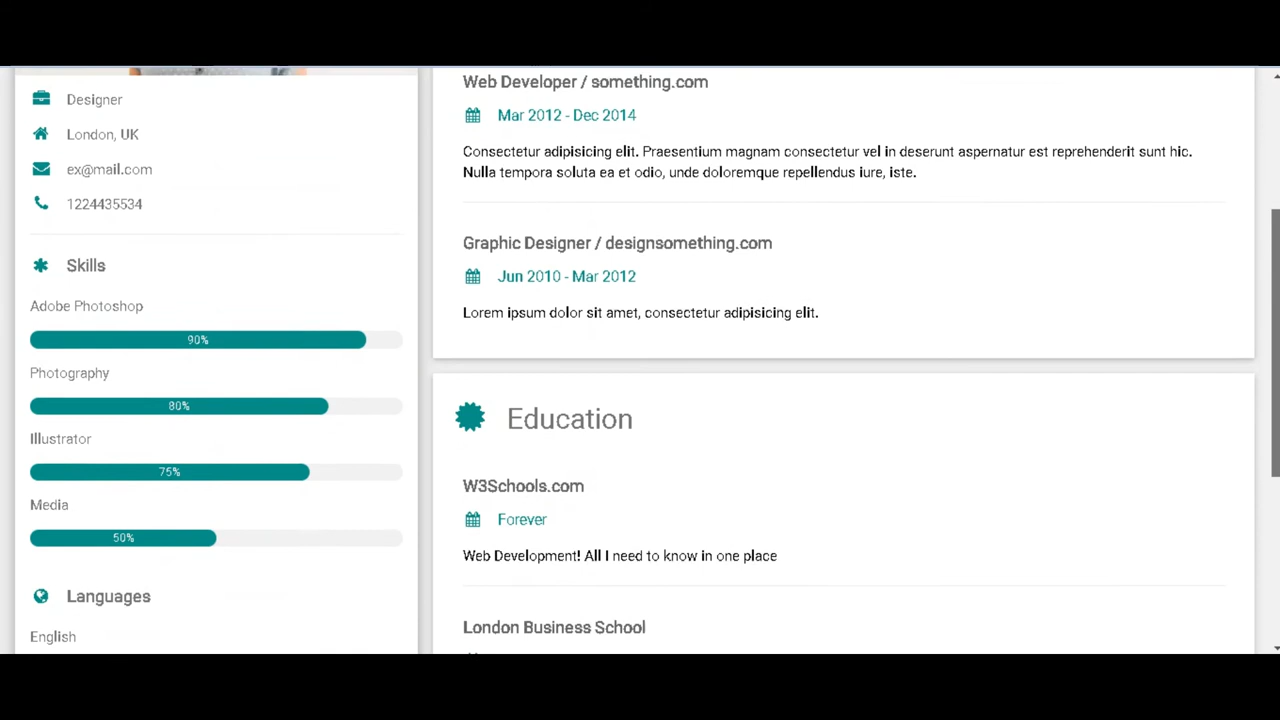 Designer
London, UK
ex@mail.com
1224435534
Skills
Adobe Photoshop
90%
Photography
80%
Illustrator
75%
Media
50%
Languages
English
Web Developer / something.com
Mar 2012 - Dec 2014
Consectetur adipisicing elit. Praesentium magnam consectetur vel in deserunt aspernatur est reprehenderit sunt hic.
Nulla tempora soluta ea et odio, unde doloremque repellendus iure, iste.
Graphic Designer / designsomething.com
Jun 2010 - Mar 2012
Lorem ipsum dolor sit amet, consectetur adipisicing elit.
Education
W3Schools.com
Forever
Web Development! All I need to know in one place
London Business School